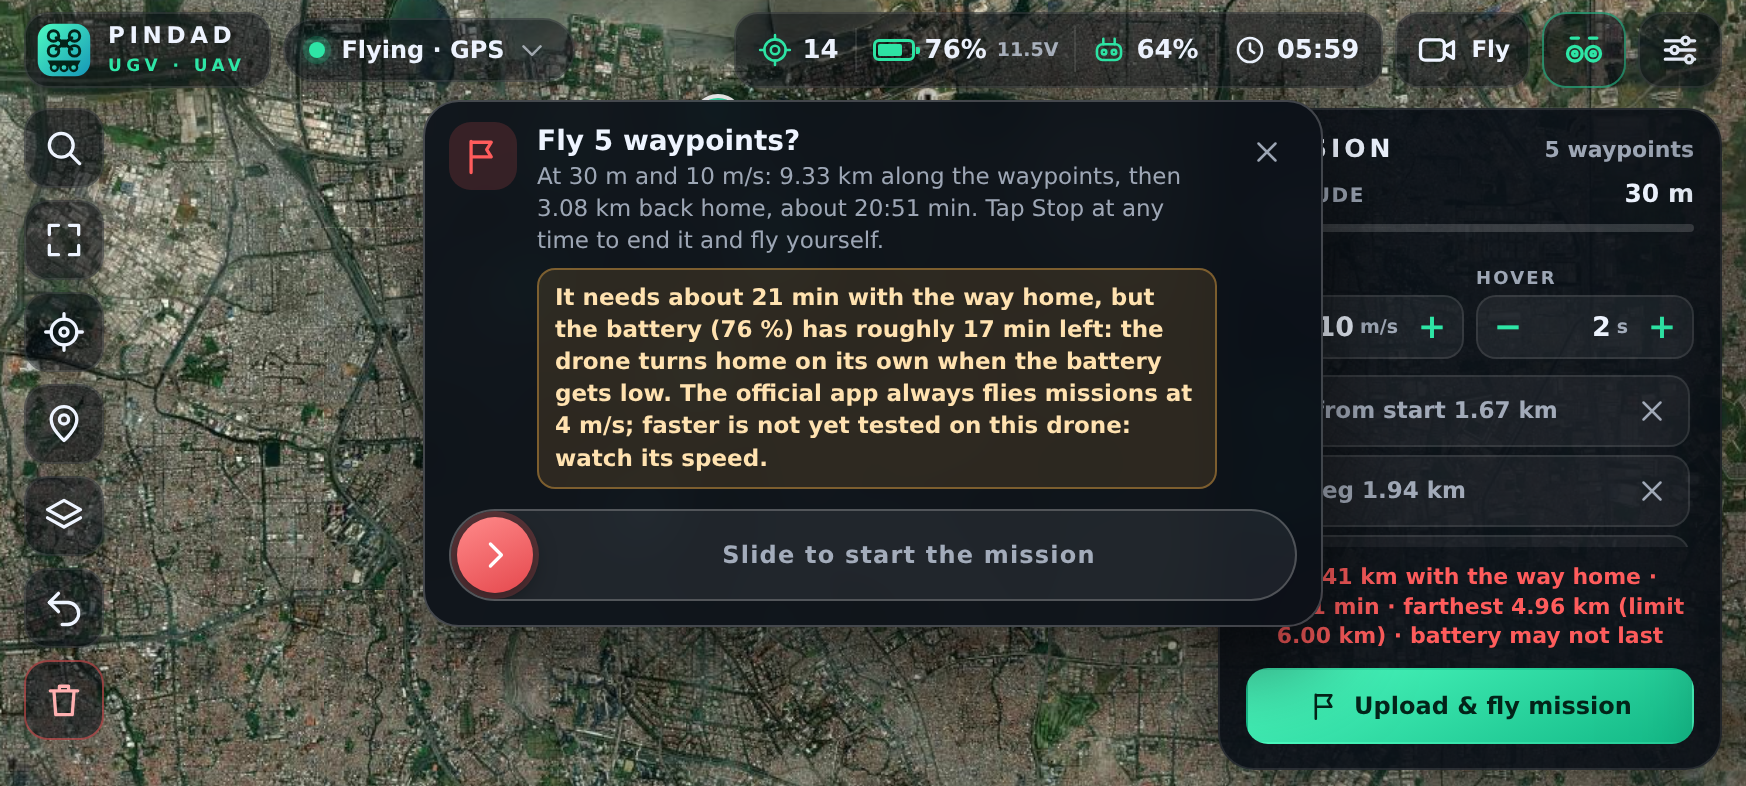 PINDAD
UGV · UAV
Flying · GPS
14
76% 11.5V
64%
05:59
Fly
Fly 5 waypoints?
At 30 m and 10 m/s: 9.33 km along the waypoints, then
3.08 km back home, about 20:51 min. Tap Stop at any
time to end it and fly yourself.
It needs about 21 min with the way home, but
the battery (76 %) has roughly 17 min left: the
drone turns home on its own when the battery
gets low. The official app always flies missions at
4 m/s; faster is not yet tested on this drone:
watch its speed.
Slide to start the mission
5 waypoints
30 m
HOVER
10 m/s +
− 2 s +
from start 1.67 km
1.94 km
41 km with the way home ·
min · farthest 4.96 km (limit
6.00 km) · battery may not last
Upload & fly mission